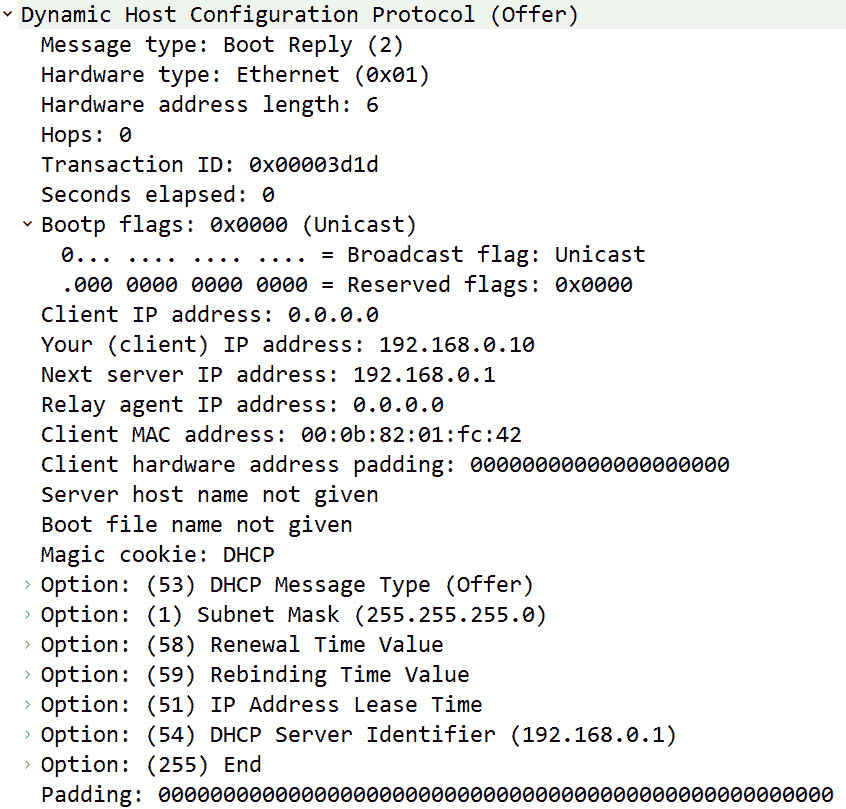 Dynamic Host Configuration Protocol (Offer)
Message type: Boot Reply (2)
Hardware type: Ethernet (0x01)
Hardware address length: 6
Hops: 0
Transaction ID: 0x00003d1d
Seconds elapsed: 0
Bootp flags: 0x0000 (Unicast)
0... .... .... .... = Broadcast flag: Unicast
.000 0000 0000 0000 = Reserved flags: 0x0000
Client IP address: 0.0.0.0
Your (client) IP address: 192.168.0.10
Next server IP address: 192.168.0.1
Relay agent IP address: 0.0.0.0
Client MAC address: 00:0b:82:01:fc:42
Client hardware address padding: 00000000000000000000
Server host name not given
Boot file name not given
Magic cookie: DHCP
Option: (53) DHCP Message Type (Offer)
Option: (1) Subnet Mask (255.255.255.0)
Option: (58) Renewal Time Value
Option: (59) Rebinding Time Value
Option: (51) IP Address Lease Time
Option: (54) DHCP Server Identifier (192.168.0.1)
Option: (255) End
Padding: 0000000000000000000000000000000000000000000000000000